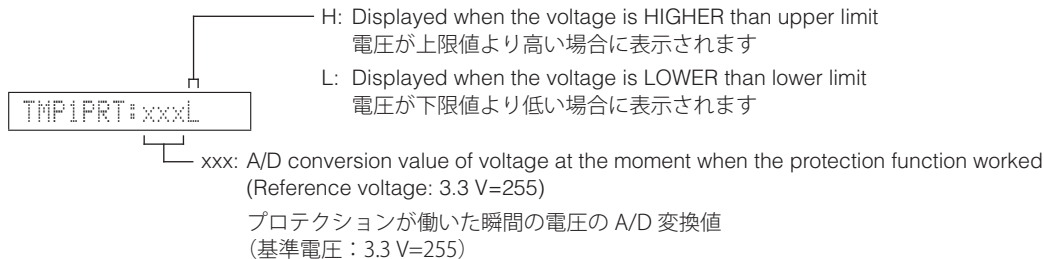 H: Displayed when the voltage is HIGHER than upper limit
電圧が上限値より高い場合に表示されます
L: Displayed when the voltage is LOWER than lower limit
電圧が下限値より低い場合に表示されます
TMP1PRT:xxxL
xxx: A/D conversion value of voltage at the moment when the protection function worked
(Reference voltage: 3.3 V=255)
プロテクションが働いた瞬間の電圧の A/D 変換値
（基準電圧：3.3 V=255）